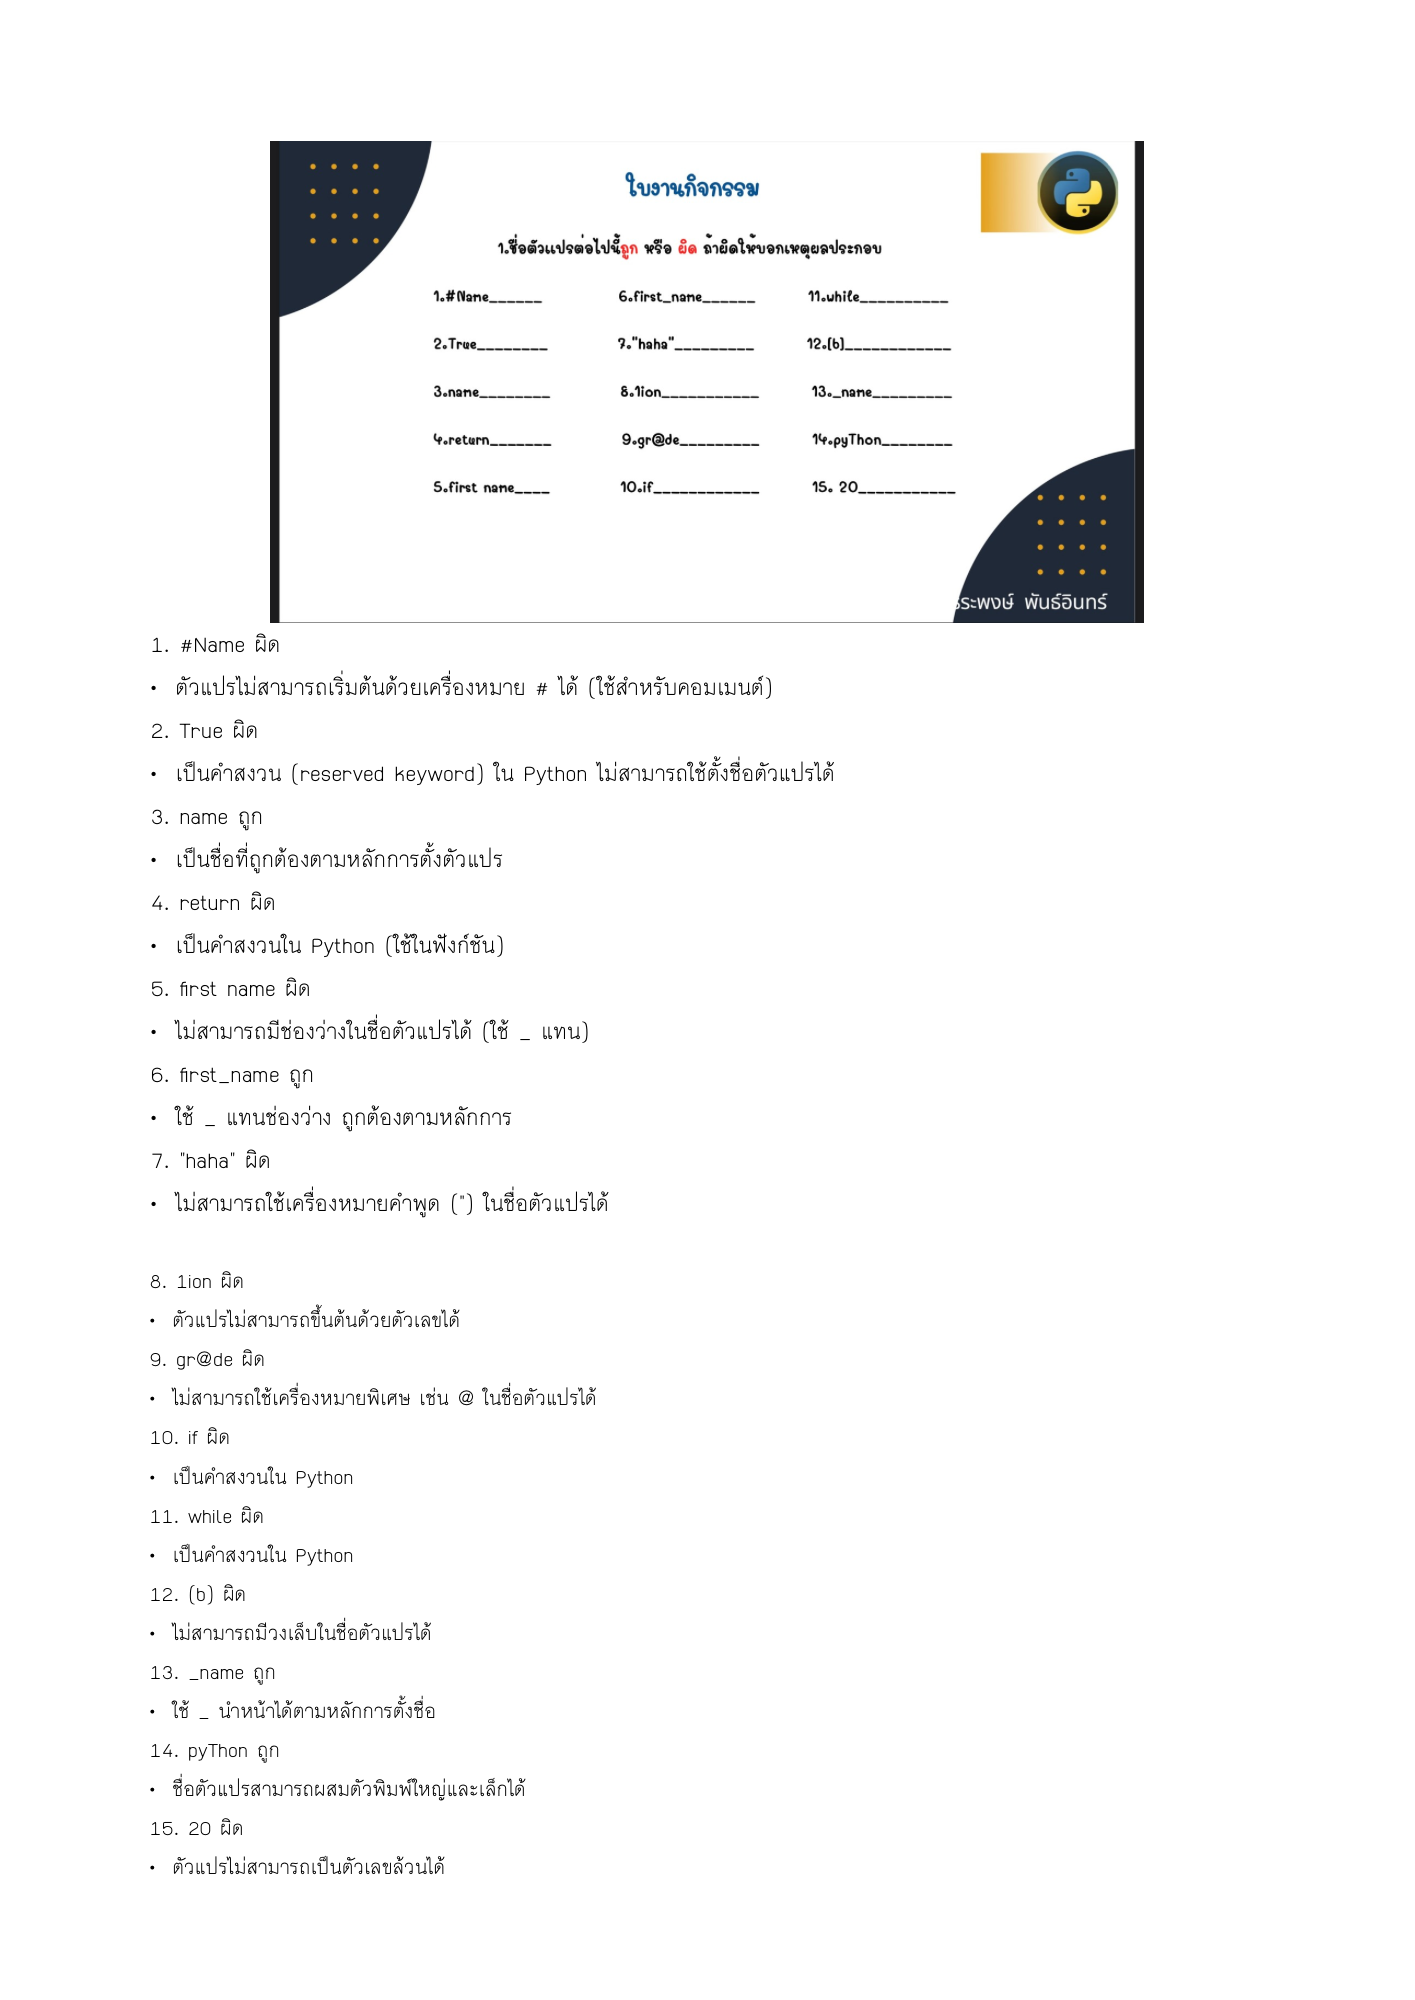 ใบงานกิจกรรม
1.ชื่อตัวแปรต่อไปนี้ถูก หรือ ผิด ถ้าผิดให้บอกเหตุผลประกอบ
1.#Name______ 6.first_name______ 11.while__________
2.True________ 7."haha"_________ 12.(b)____________
3.name________ 8.1ion___________ 13._name_________
4.return_______ 9.gr@de_________ 14.pyThon________
5.first name____ 10.if____________ 15. 20___________
ระพงษ์ พันธ์อินทร์
1. #Name ผิด
• ตัวแปรไม่สามารถเริ่มต้นด้วยเครื่องหมาย # ได้ (ใช้สำหรับคอมเมนต์)
2. True ผิด
• เป็นคำสงวน (reserved keyword) ใน Python ไม่สามารถใช้ตั้งชื่อตัวแปรได้
3. name ถูก
• เป็นชื่อที่ถูกต้องตามหลักการตั้งตัวแปร
4. return ผิด
• เป็นคำสงวนใน Python (ใช้ในฟังก์ชัน)
5. first name ผิด
• ไม่สามารถมีช่องว่างในชื่อตัวแปรได้ (ใช้ _ แทน)
6. first_name ถูก
• ใช้ _ แทนช่องว่าง ถูกต้องตามหลักการ
7. "haha" ผิด
• ไม่สามารถใช้เครื่องหมายคำพูด (") ในชื่อตัวแปรได้
8. 1ion ผิด
• ตัวแปรไม่สามารถขึ้นต้นด้วยตัวเลขได้
9. gr@de ผิด
• ไม่สามารถใช้เครื่องหมายพิเศษ เช่น @ ในชื่อตัวแปรได้
10. if ผิด
• เป็นคำสงวนใน Python
11. while ผิด
• เป็นคำสงวนใน Python
12. (b) ผิด
• ไม่สามารถมีวงเล็บในชื่อตัวแปรได้
13. _name ถูก
• ใช้ _ นำหน้าได้ตามหลักการตั้งชื่อ
14. pyThon ถูก
• ชื่อตัวแปรสามารถผสมตัวพิมพ์ใหญ่และเล็กได้
15. 20 ผิด
• ตัวแปรไม่สามารถเป็นตัวเลขล้วนได้